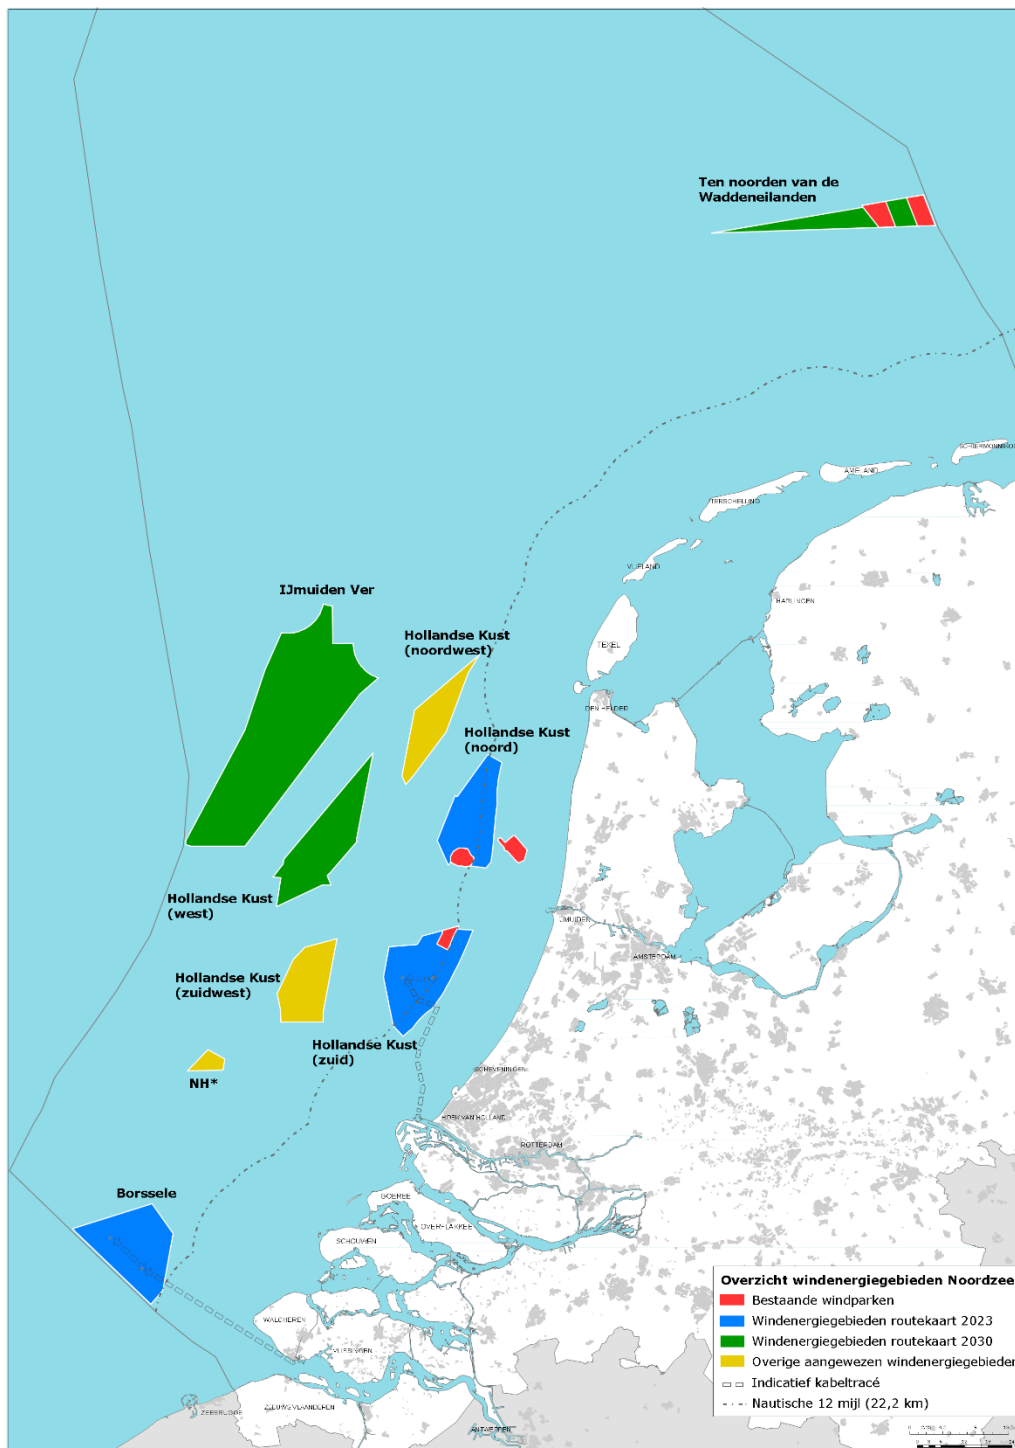 Ten noorden van de
Waddeneilanden
SCHIERMONNIKOO
AMELAND
TERSCHELLING
VLIELAND
HARLINGEN
IJmuiden Ver
Hollandse Kust
(noordwest)
TEXEL
DEN HELDER
Hollandse Kust
(noord)
Hollandse Kust
(west)
IJMUIDEN
AMSTERDAM
Hollandse Kust
(zuidwest)
Hollandse Kust
(zuid)
NH*
SCHEVENINGEN
HOEK VAN HOLLAND
ROTTERDAM
Borssele
GOEREE
OVERFLAKKEE
SCHOUWEN
WALCHEREN
VLISSINGEN
ZEEBRUGGE
ZEEUWS VLAANDEREN
ANTWERPEN
Overzicht windenergiegebieden Noordzee
Bestaande windparken
Windenergiegebieden routekaart 2023
Windenergiegebieden routekaart 2030
Overige aangewezen windenergiegebieden
Indicatief kabeltracé
Nautische 12 mijl (22,2 km)